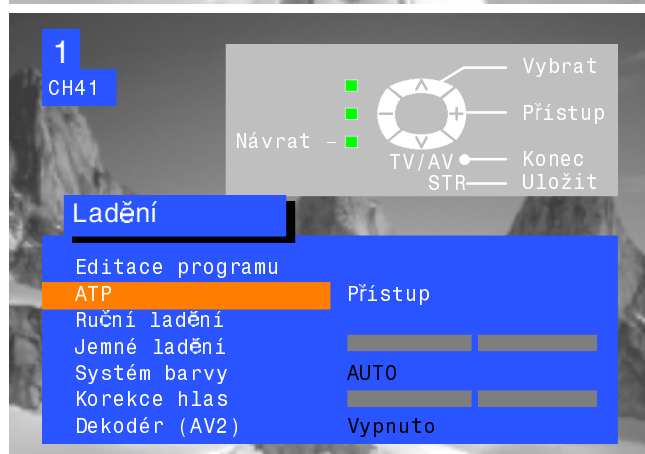 1
CH41
Vybrat
Přístup
Návrat –
TV/AV Konec
STR Uložit
Ladění
Editace programu
ATP Přístup
Ruční ladění
Jemné ladění
Systém barvy AUTO
Korekce hlas
Dekodér (AV2) Vypnuto